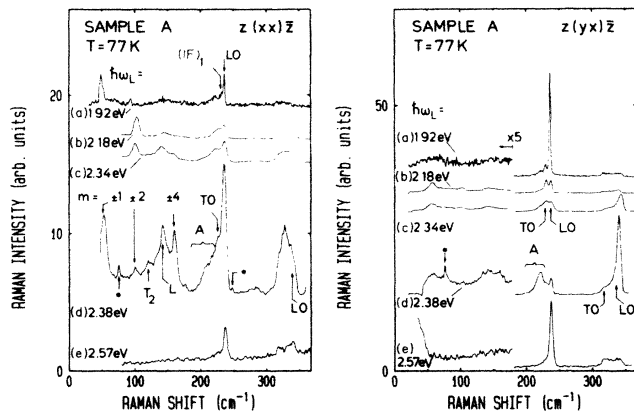 SAMPLE A z(xx)z̄
T=77K
(IF)₁ LO
ħωL=
(a)1.92eV
(b)2.18eV
(c)2.34eV
m= ±1 ±2 ±4 TO
A
T₂ L LO
(d)2.38eV
(e)2.57eV
20
15
10
5
0
0 100 200 300
RAMAN INTENSITY (arb. units)
RAMAN SHIFT (cm⁻¹)
SAMPLE A z(yx)z̄
T=77K
ħωL=
x5
(a)1.92eV
(b)2.18eV
TO LO
(c)2.34eV
A
(d)2.38eV
TO LO
(e)
2.57eV
50
0
0 100 200 300
RAMAN INTENSITY (arb. units)
RAMAN SHIFT (cm⁻¹)